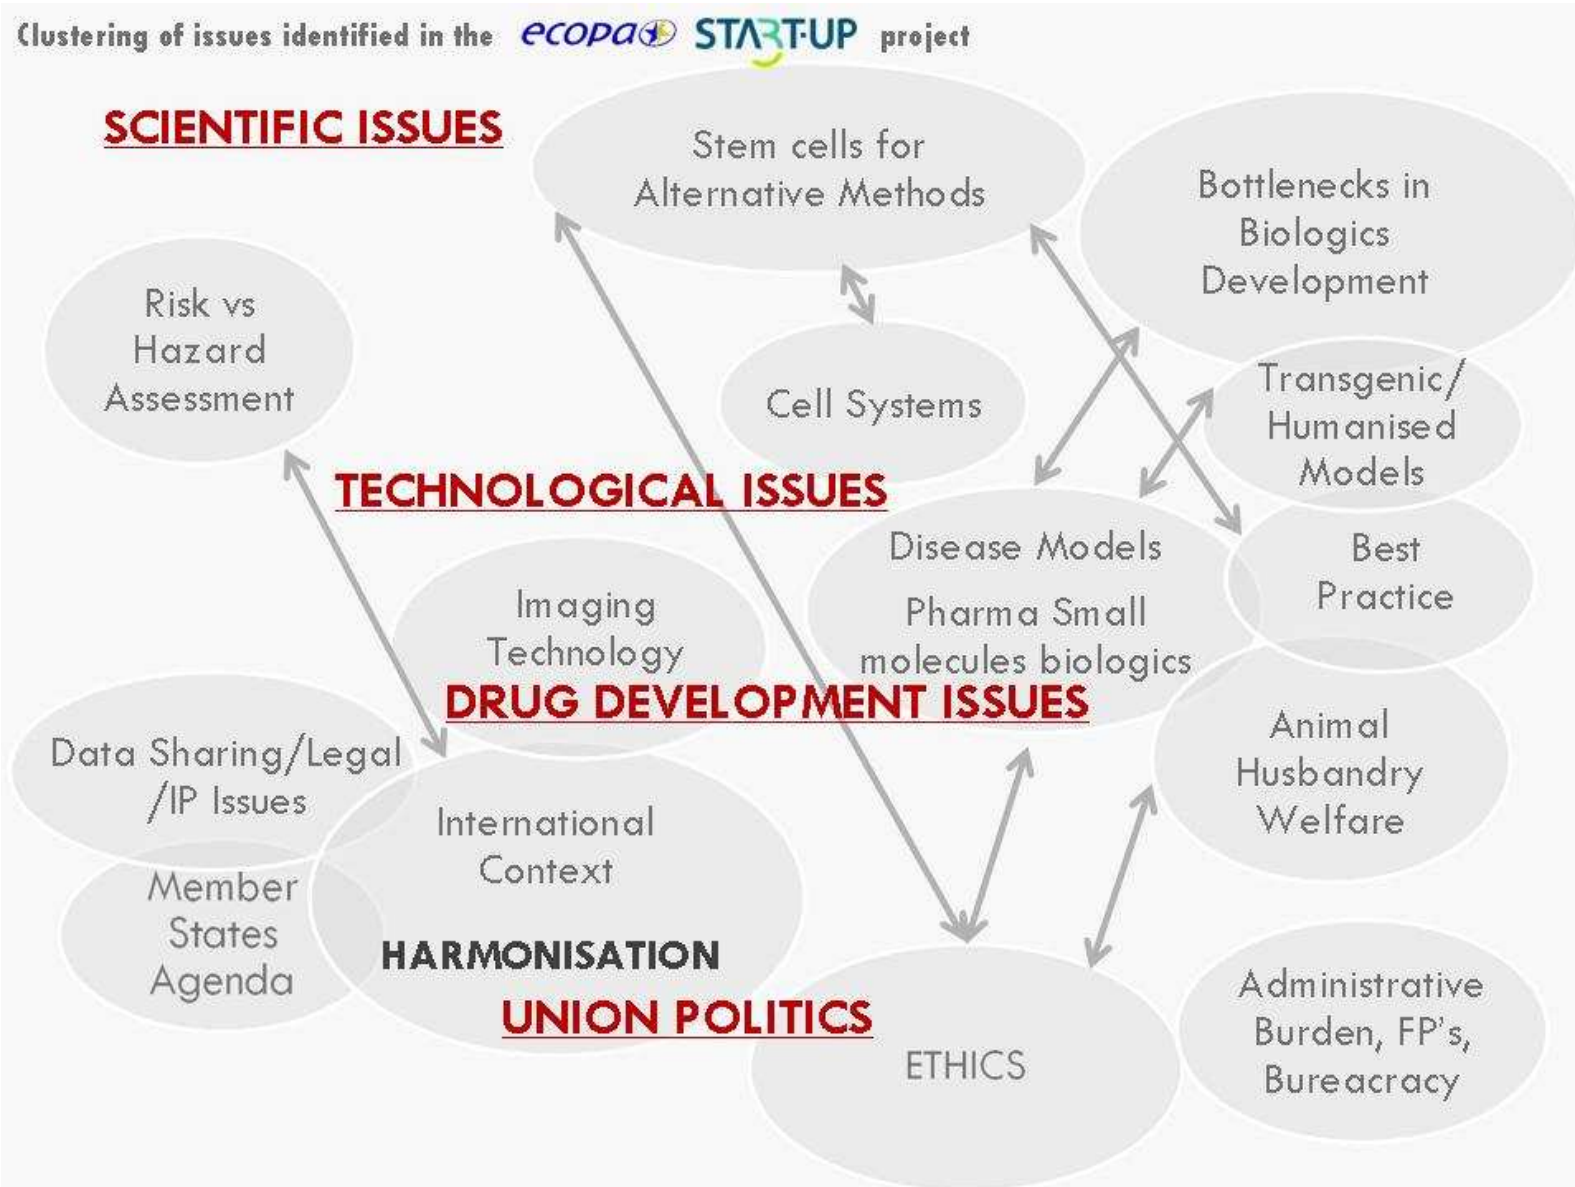 Clustering of issues identified in the ecopa START-UP project
SCIENTIFIC ISSUES
Stem cells for
Alternative Methods
Bottlenecks in
Biologics
Development
Risk vs
Hazard
Assessment
Cell Systems
Transgenic/
Humanised
Models
TECHNOLOGICAL ISSUES
Disease Models
Pharma Small
molecules biologics
Best
Practice
Imaging
Technology
DRUG DEVELOPMENT ISSUES
Data Sharing/Legal
/IP Issues
Animal
Husbandry
Welfare
International
Context
Member
States
Agenda
HARMONISATION
UNION POLITICS
ETHICS
Administrative
Burden, FP's,
Bureacracy